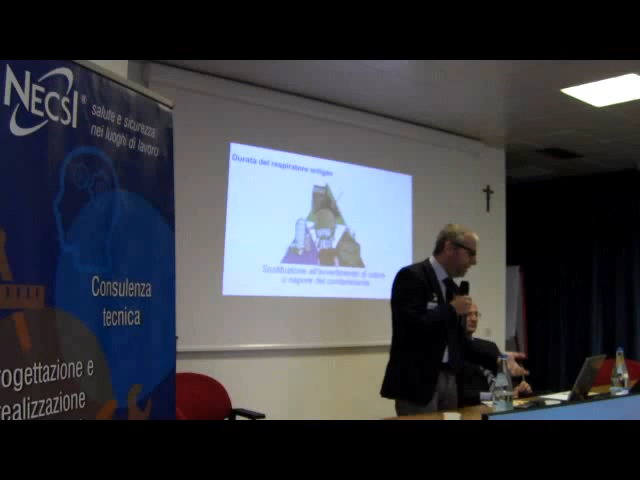 NECSI®
salute e sicurezza
nei luoghi di lavoro
Consulenza
tecnica
rogettazione e
realizzazione
Durata del respiratore antigas
Sostituzione all'avvertimento di odore
o sapore del contaminante